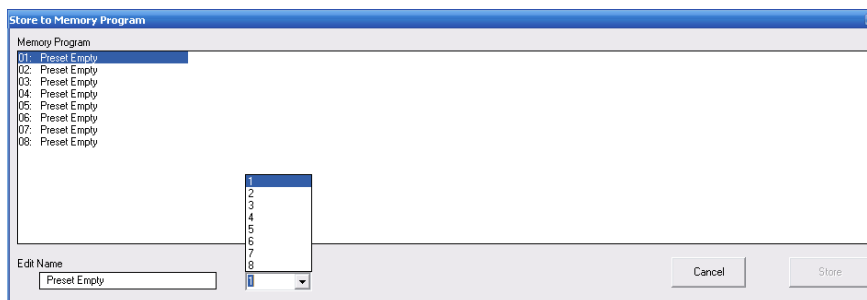 Store to Memory Program
Memory Program
01: Preset Empty
02: Preset Empty
03: Preset Empty
04: Preset Empty
05: Preset Empty
06: Preset Empty
07: Preset Empty
08: Preset Empty
1
2
3
4
5
6
7
8
Edit Name
Preset Empty
1
Cancel
Store